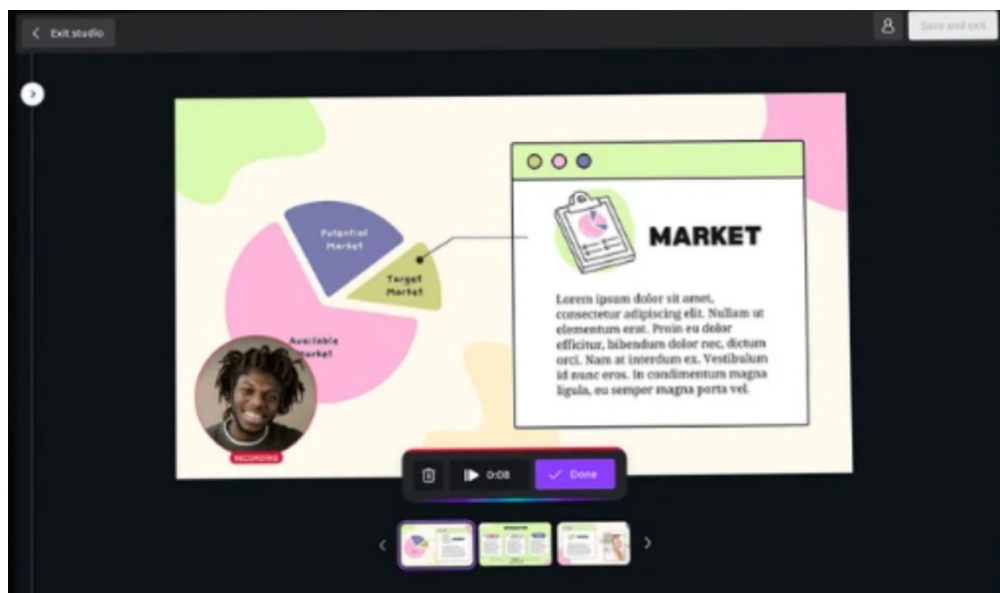 Exit studio
Save and exit
Potential
Market
Target
Market
Available
Market
MARKET
Lorem ipsum dolor sit amet,
consectetur adipiscing elit. Nullam ut
elementum erat. Proin eu dolor
efficitur, bibendum dolor nec, dictum
orci. Nam at interdum ex. Vestibulum
id nunc eros. In condimentum magna
ligula, eu semper magna porta vel.
RECORDING
0:08
Done